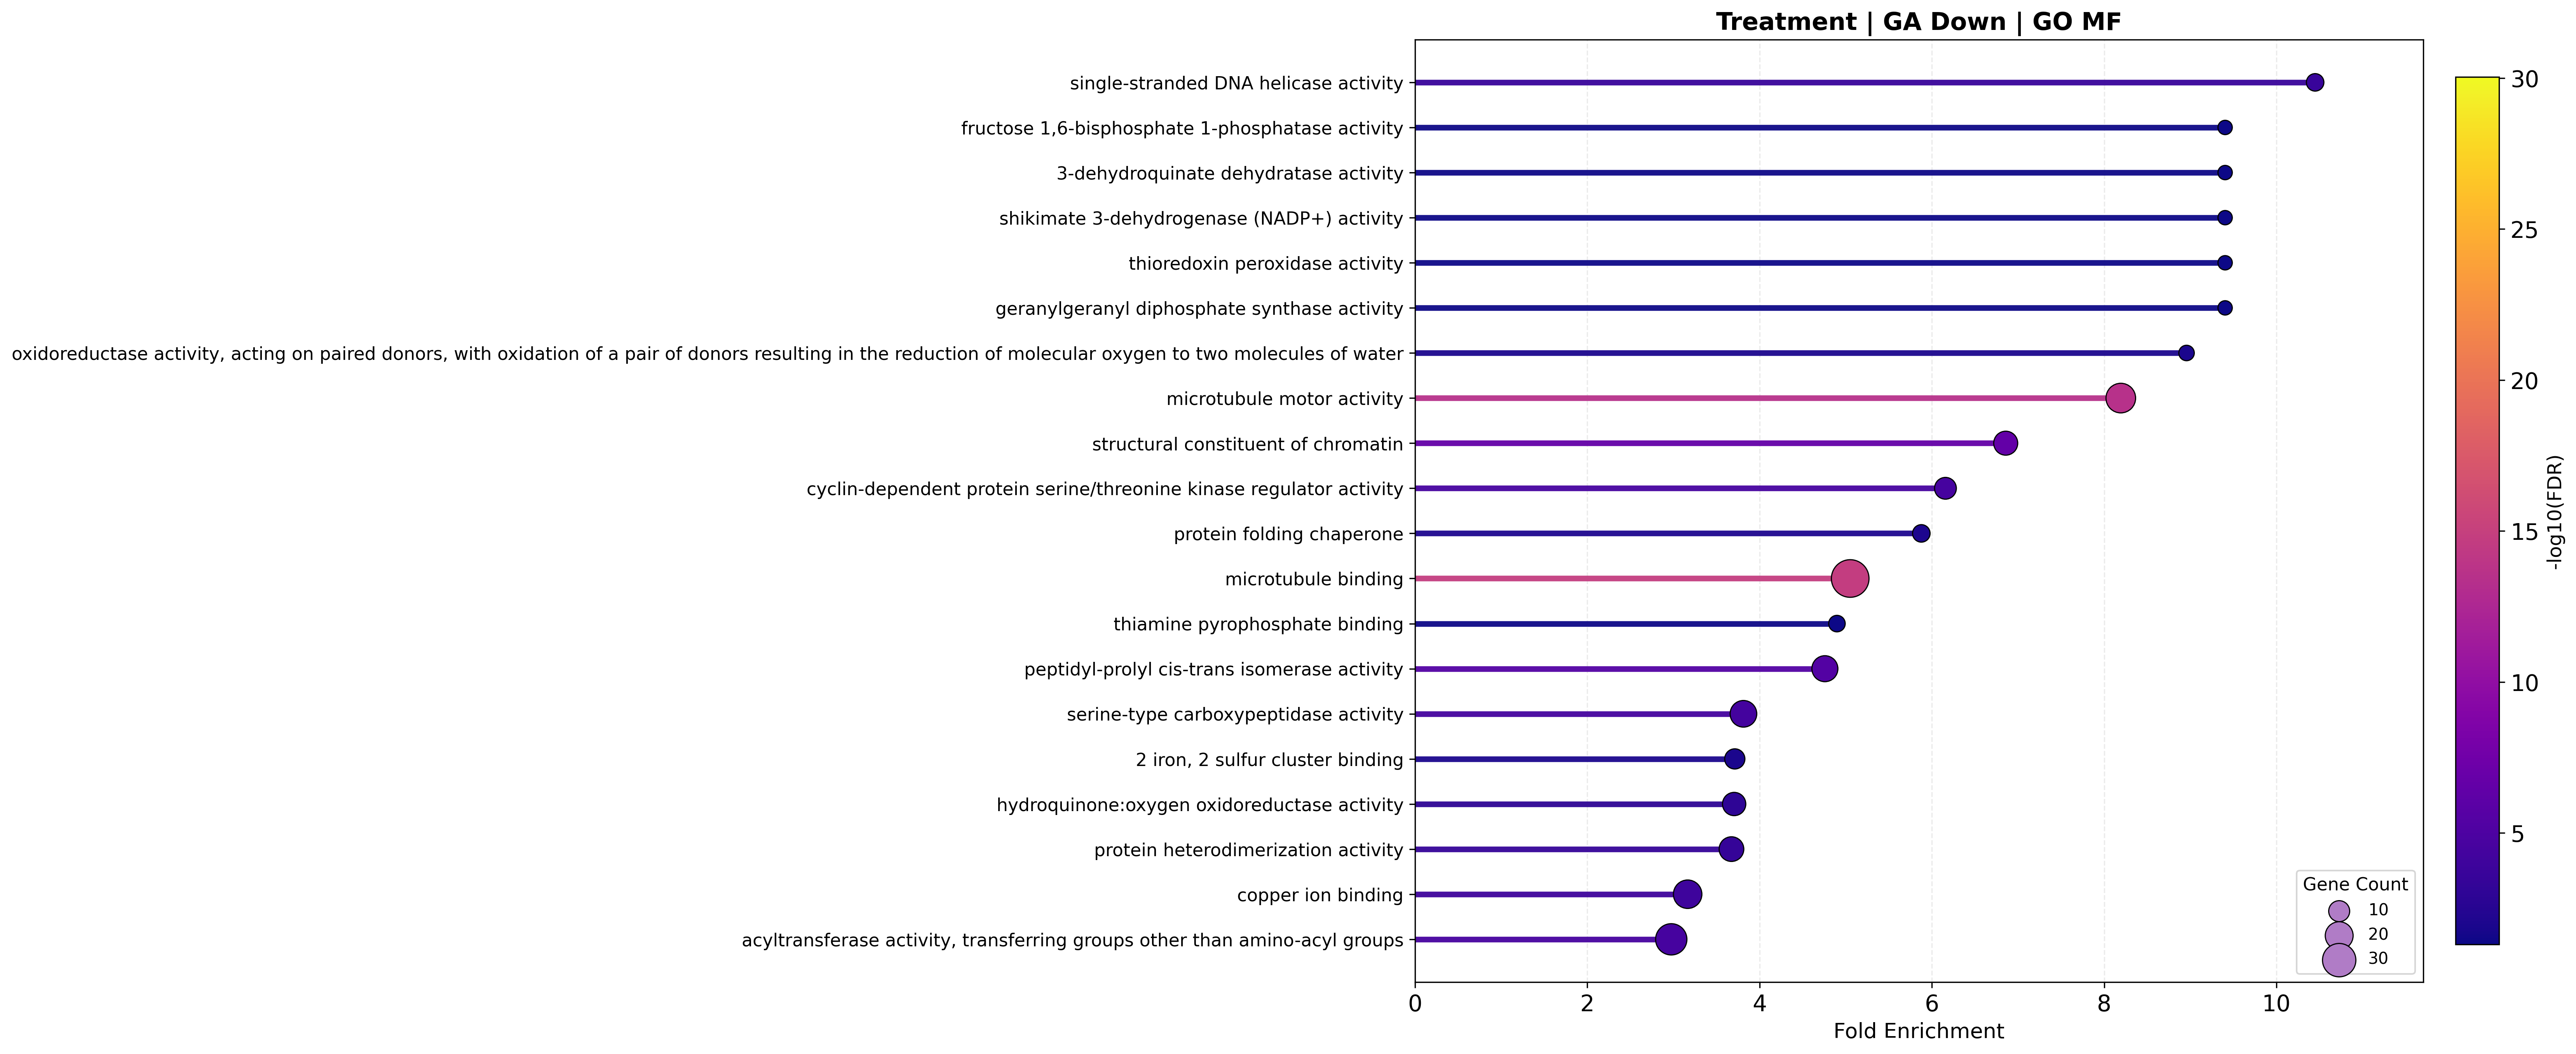 Treatment | GA Down | GO MF
single-stranded DNA helicase activity
fructose 1,6-bisphosphate 1-phosphatase activity
3-dehydroquinate dehydratase activity
shikimate 3-dehydrogenase (NADP+) activity
thioredoxin peroxidase activity
geranylgeranyl diphosphate synthase activity
oxidoreductase activity, acting on paired donors, with oxidation of a pair of donors resulting in the reduction of molecular oxygen to two molecules of water
microtubule motor activity
structural constituent of chromatin
cyclin-dependent protein serine/threonine kinase regulator activity
protein folding chaperone
microtubule binding
thiamine pyrophosphate binding
peptidyl-prolyl cis-trans isomerase activity
serine-type carboxypeptidase activity
2 iron, 2 sulfur cluster binding
hydroquinone:oxygen oxidoreductase activity
protein heterodimerization activity
copper ion binding
acyltransferase activity, transferring groups other than amino-acyl groups
0 2 4 6 8 10
Fold Enrichment
Gene Count
10
20
30
30
25
20
15
10
5
-log10(FDR)